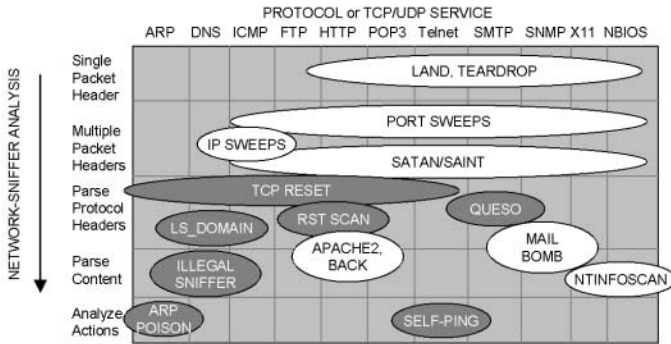 PROTOCOL or TCP/UDP SERVICE
ARP DNS ICMP FTP HTTP POP3 Telnet SMTP SNMP X11 NBIOS
NETWORK-SNIFFER ANALYSIS
Single
Packet
Header
LAND, TEARDROP
Multiple
Packet
Headers
PORT SWEEPS
IP SWEEPS
SATAN/SAINT
Parse
Protocol
Headers
TCP RESET
LS_DOMAIN
RST SCAN
QUESO
Parse
Content
ILLEGAL
SNIFFER
APACHE2,
BACK
MAIL
BOMB
NTINFOSCAN
Analyze
Actions
ARP
POISON
SELF-PING